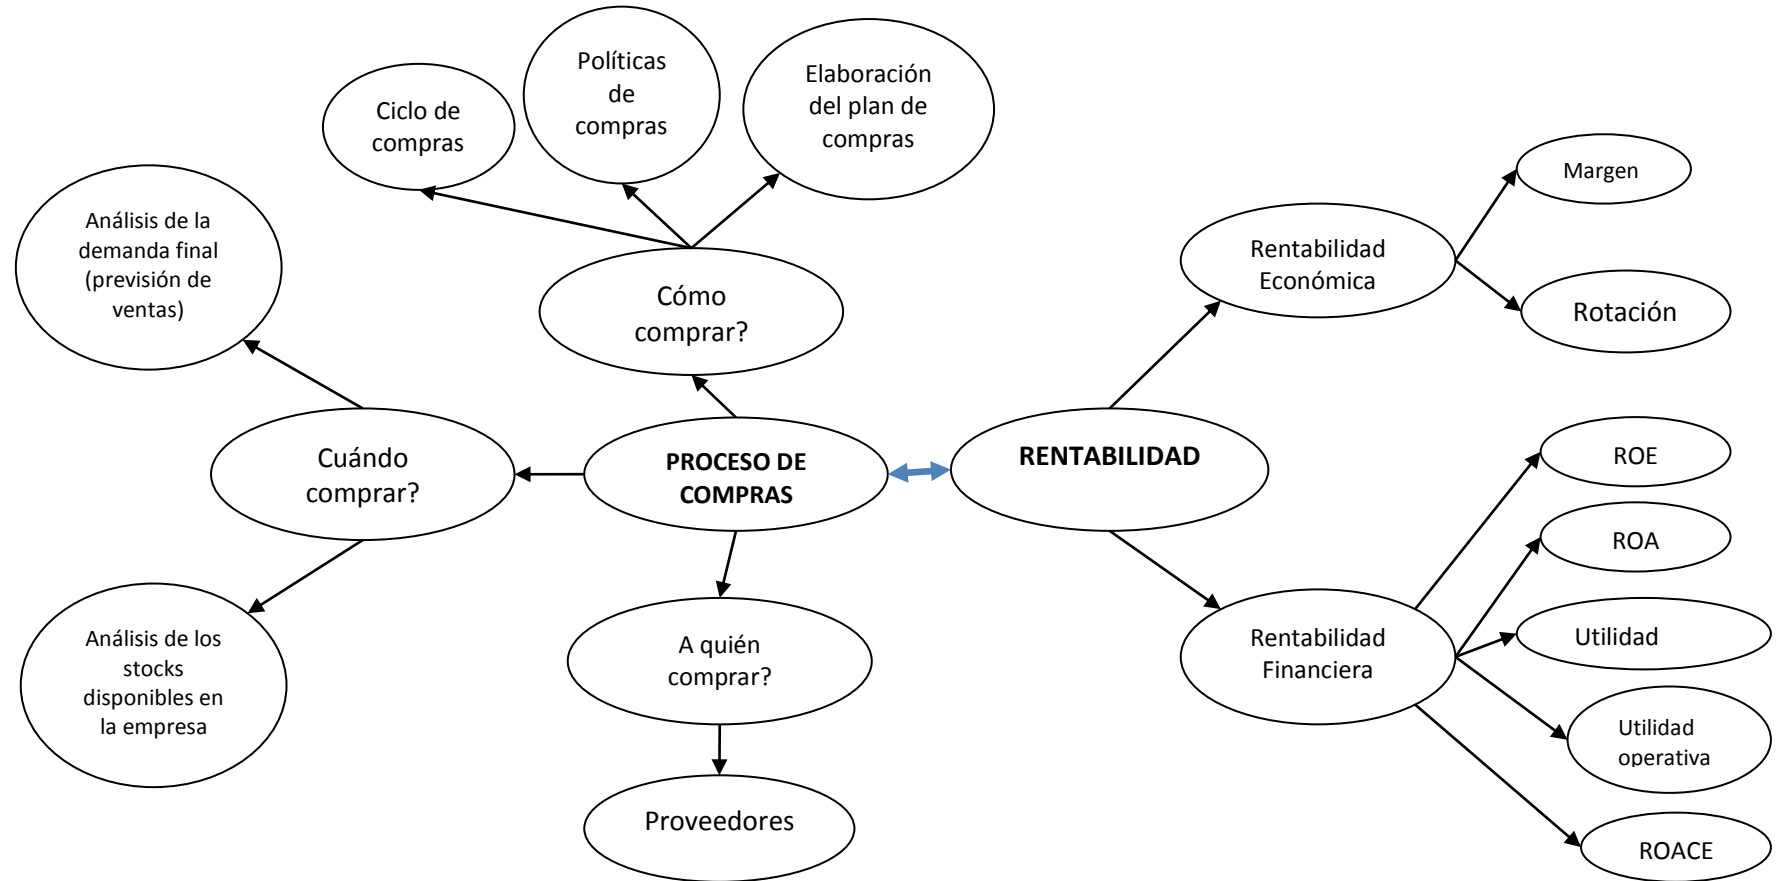 Políticas
de
compras
Elaboración
del plan de
compras
Ciclo de
compras
Análisis de la
demanda final
(previsión de
ventas)
Cómo
comprar?
Cuándo
comprar?
PROCESO DE
COMPRAS
Análisis de los
stocks
disponibles en
la empresa
A quién
comprar?
Proveedores
RENTABILIDAD
Rentabilidad
Económica
Margen
Rotación
Rentabilidad
Financiera
ROE
ROA
Utilidad
Utilidad
operativa
ROACE